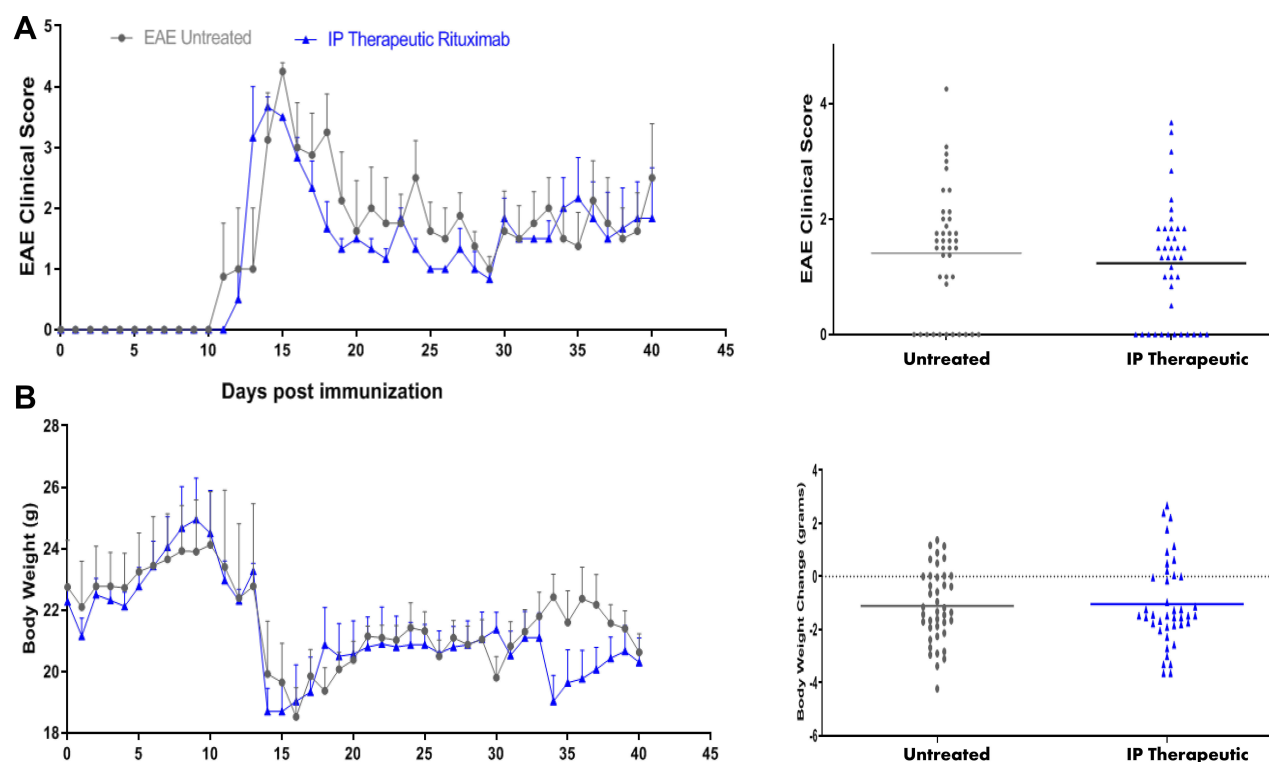 A
EAE Untreated
IP Therapeutic Rituximab
EAE Clinical Score
5
4
3
2
1
0
0 5 10 15 20 25 30 35 40 45
Days post immunization
EAE Clinical Score
4
2
0
Untreated IP Therapeutic
B
Body Weight (g)
28
26
24
22
20
18
0 5 10 15 20 25 30 35 40 45
Body Weight Change (grams)
4
2
0
-2
-4
-6
Untreated IP Therapeutic